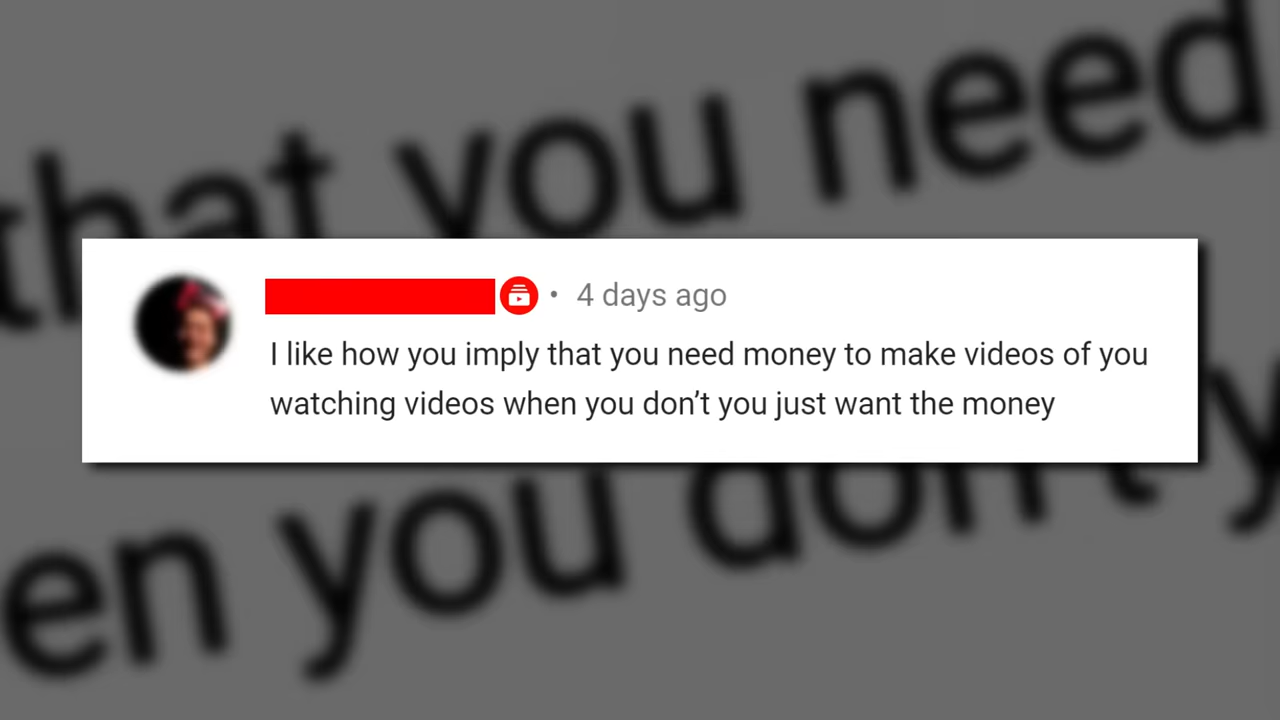 that you need
4 days ago
I like how you imply that you need money to make videos of you
watching videos when you don’t you just want the money
en you don't y